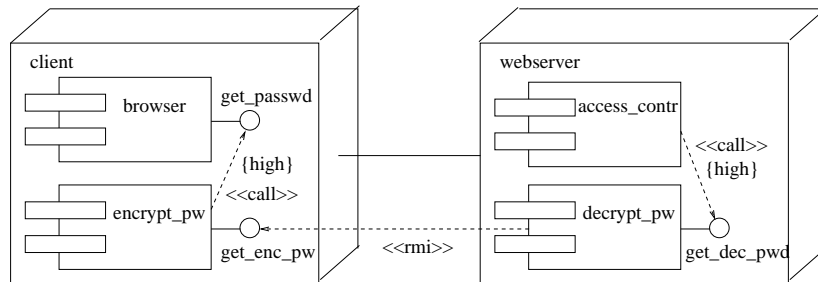 client
browser
get_passwd
{high}
<<call>>
encrypt_pw
get_enc_pw
<<rmi>>
webserver
access_contr
<<call>>
{high}
decrypt_pw
get_dec_pwd